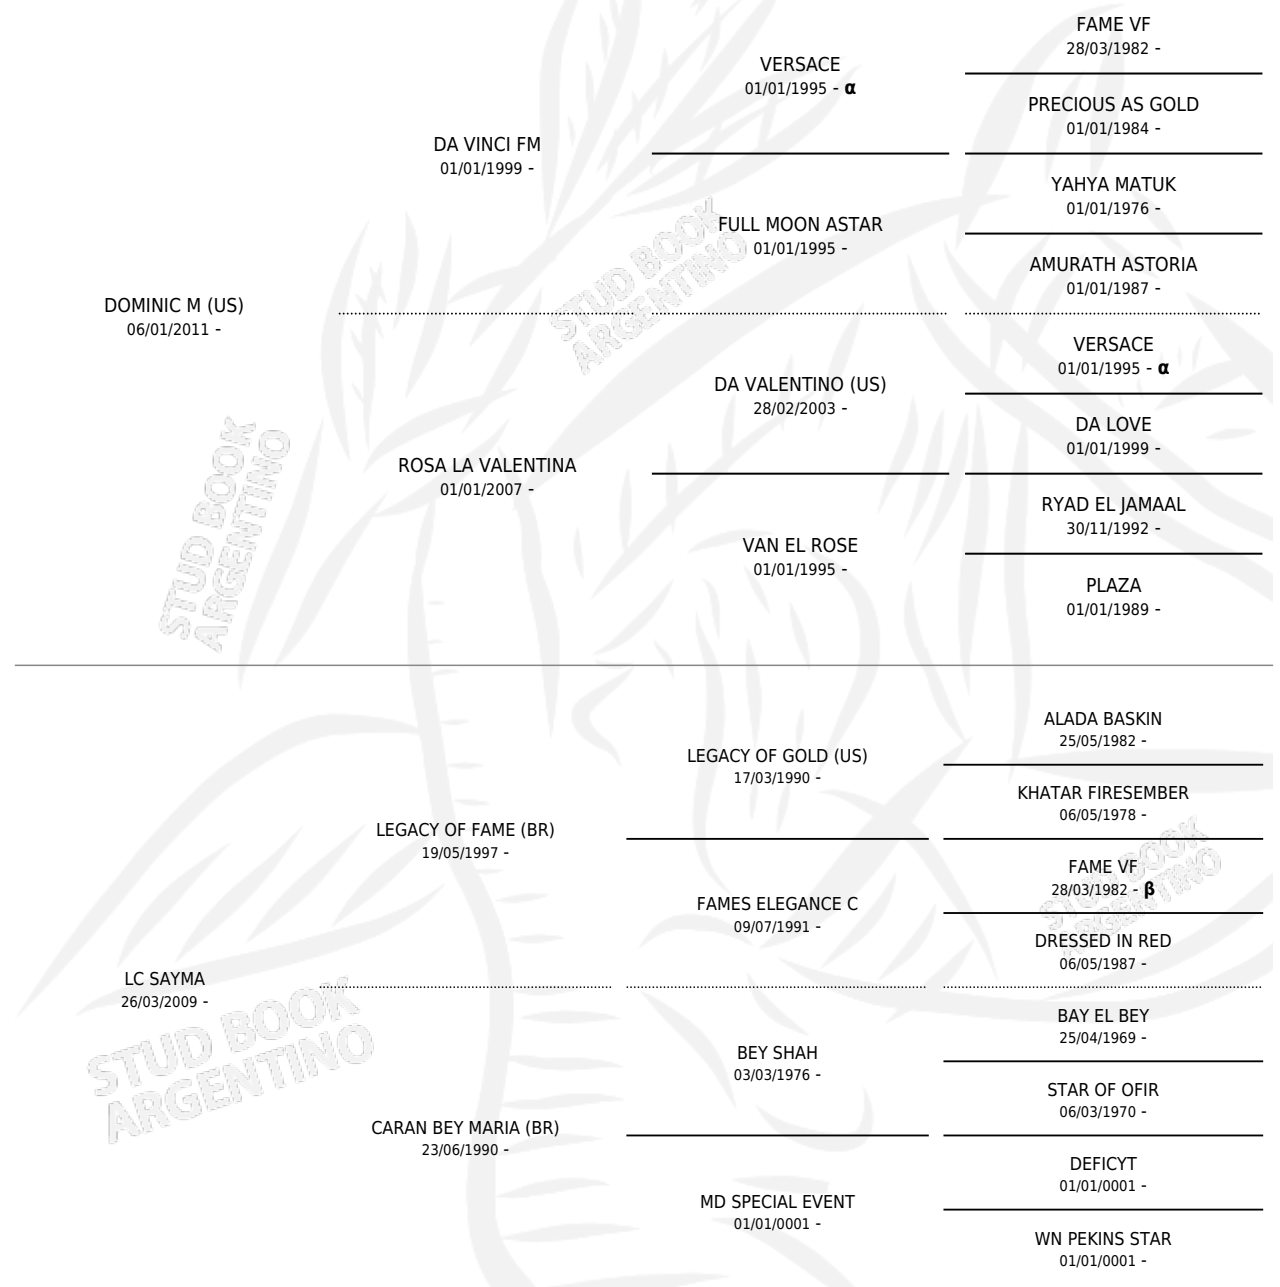 FAME VF
28/03/1982 -
VERSACE
01/01/1995 - α
PRECIOUS AS GOLD
01/01/1984 -
DA VINCI FM
01/01/1999 -
YAHYA MATUK
01/01/1976 -
FULL MOON ASTAR
01/01/1995 -
AMURATH ASTORIA
01/01/1987 -
DOMINIC M (US)
06/01/2011 -
VERSACE
01/01/1995 - α
DA VALENTINO (US)
28/02/2003 -
DA LOVE
01/01/1999 -
ROSA LA VALENTINA
01/01/2007 -
RYAD EL JAMAAL
30/11/1992 -
VAN EL ROSE
01/01/1995 -
PLAZA
01/01/1989 -
ALADA BASKIN
25/05/1982 -
LEGACY OF GOLD (US)
17/03/1990 -
KHATAR FIRESEMBER
06/05/1978 -
LEGACY OF FAME (BR)
19/05/1997 -
FAME VF
28/03/1982 - β
FAMES ELEGANCE C
09/07/1991 -
DRESSED IN RED
06/05/1987 -
LC SAYMA
26/03/2009 -
BAY EL BEY
25/04/1969 -
BEY SHAH
03/03/1976 -
STAR OF OFIR
06/03/1970 -
CARAN BEY MARIA (BR)
23/06/1990 -
DEFICYT
01/01/0001 -
MD SPECIAL EVENT
01/01/0001 -
WN PEKINS STAR
01/01/0001 -
STUD BOOK
ARGENTINO
STUD BOOK
ARGENTINO
STUD BOOK
ARGENTINO
STUD BOOK
ARGENTINO